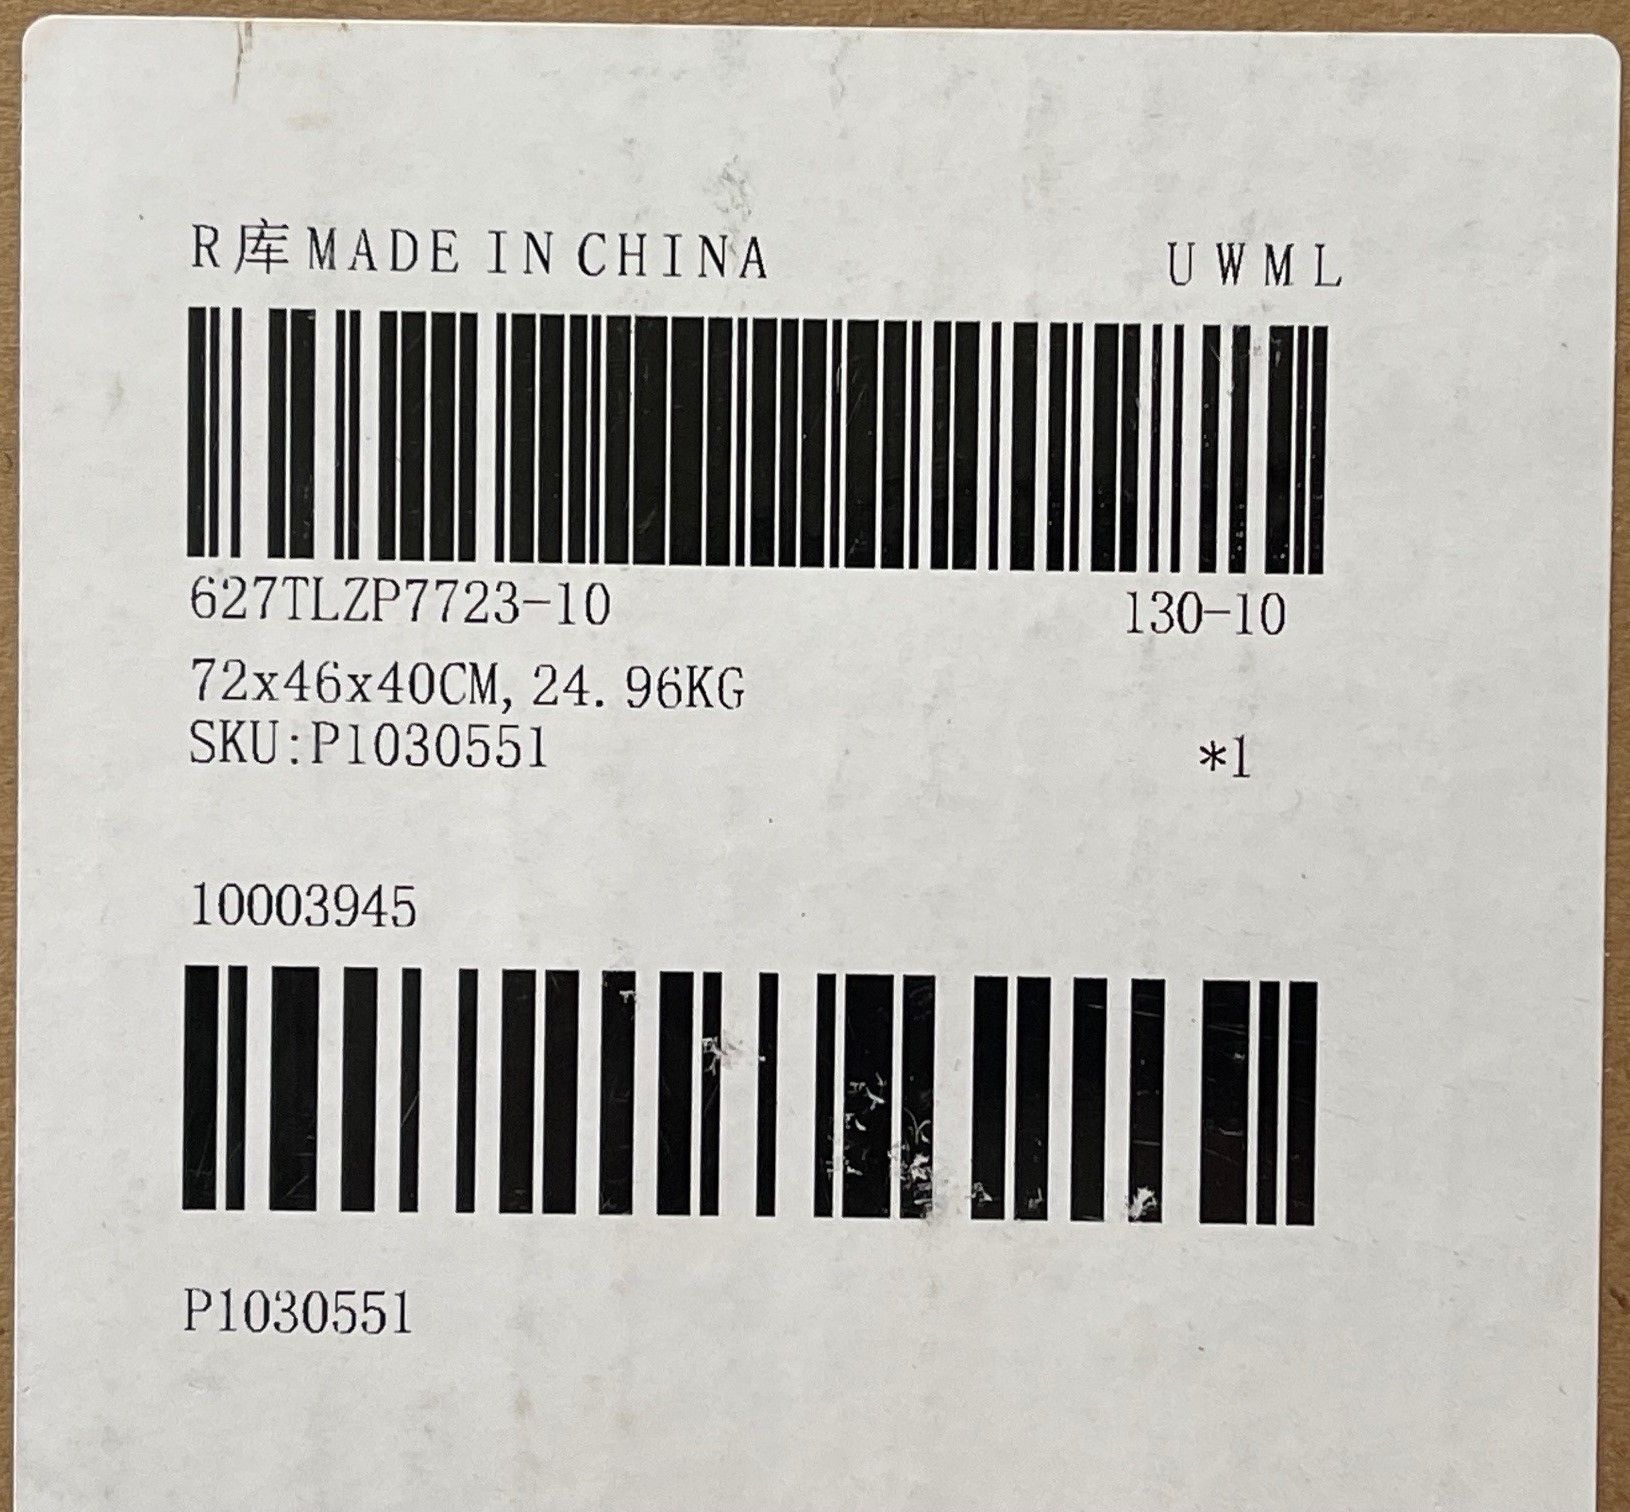 R库MADE IN CHINA UWML
627TLZP7723-10 130-10
72x46x40CM, 24.96KG
SKU:P1030551 *1
10003945
P1030551